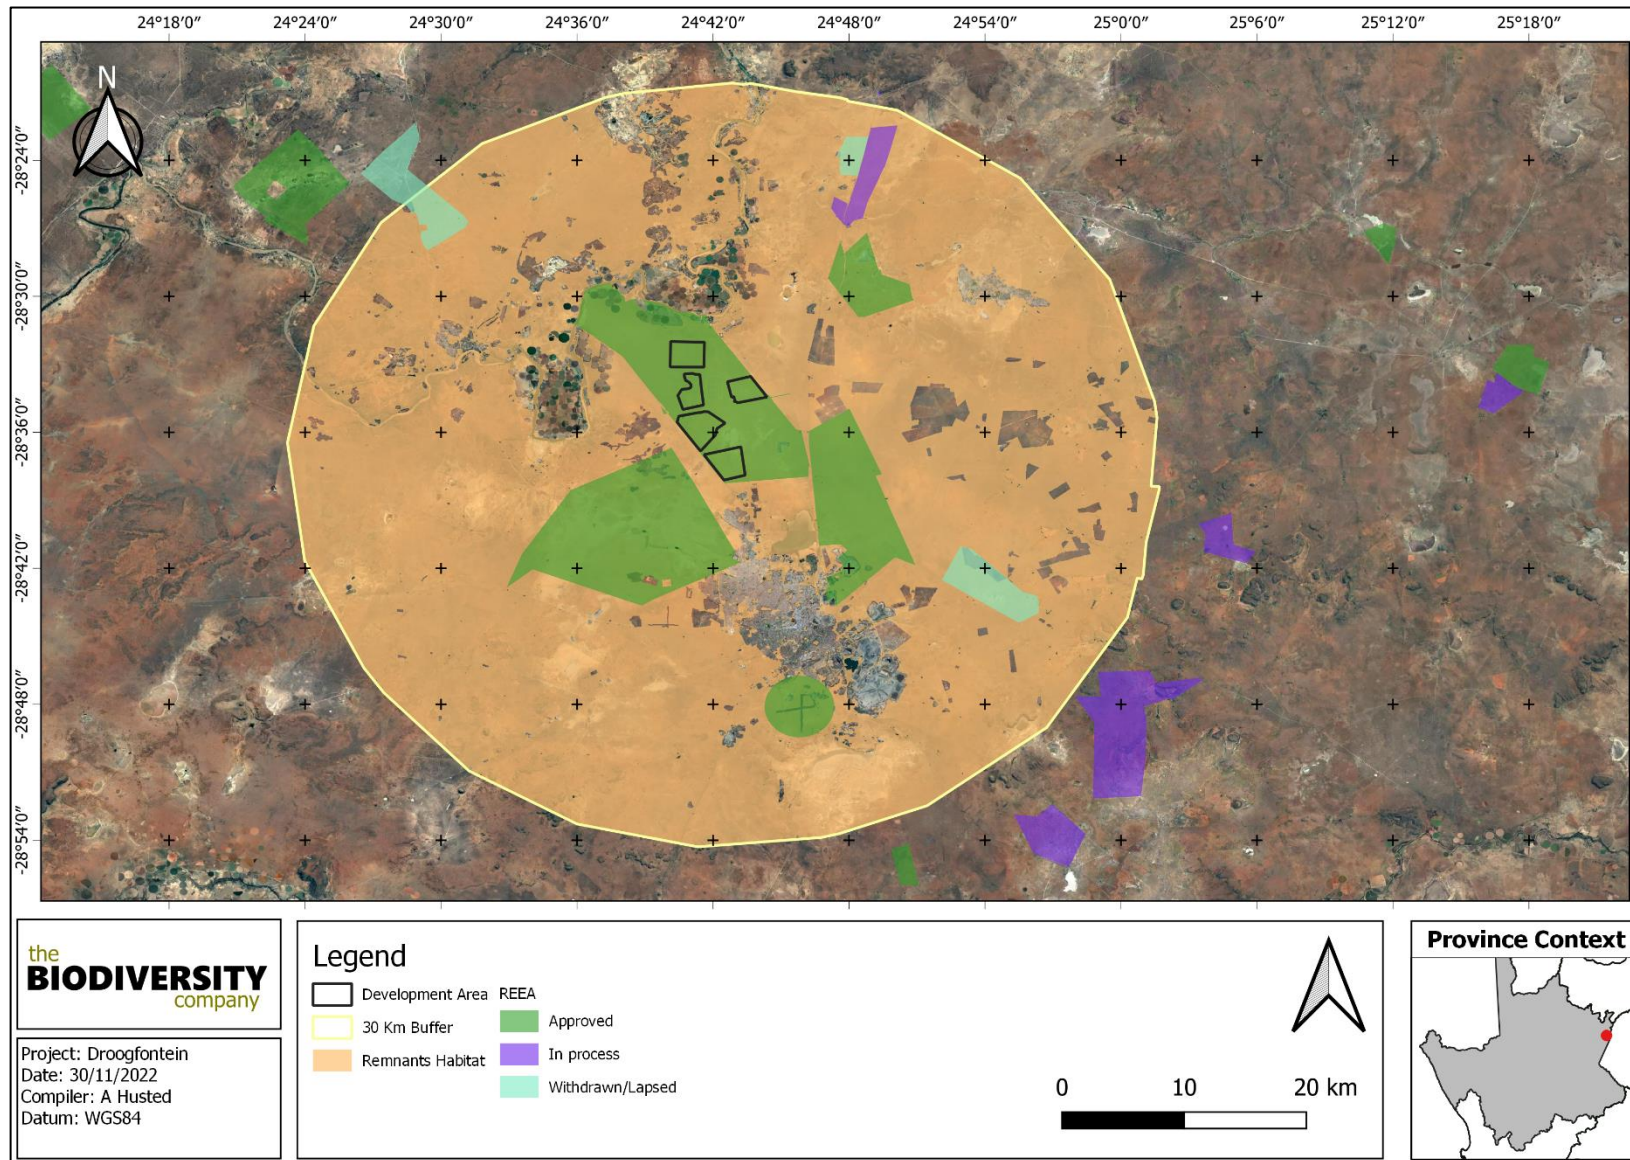 24°18′0″ 24°24′0″ 24°30′0″ 24°36′0″ 24°42′0″ 24°48′0″ 24°54′0″ 25°0′0″ 25°6′0″ 25°12′0″ 25°18′0″
N
-28°24′0″
-28°30′0″
-28°36′0″
-28°42′0″
-28°48′0″
-28°54′0″
the
BIODIVERSITY
company
Project: Droogfontein
Date: 30/11/2022
Compiler: A Husted
Datum: WGS84
Legend
Development Area
30 Km Buffer
Remnants Habitat
REEA
Approved
In process
Withdrawn/Lapsed
0 10 20 km
Province Context